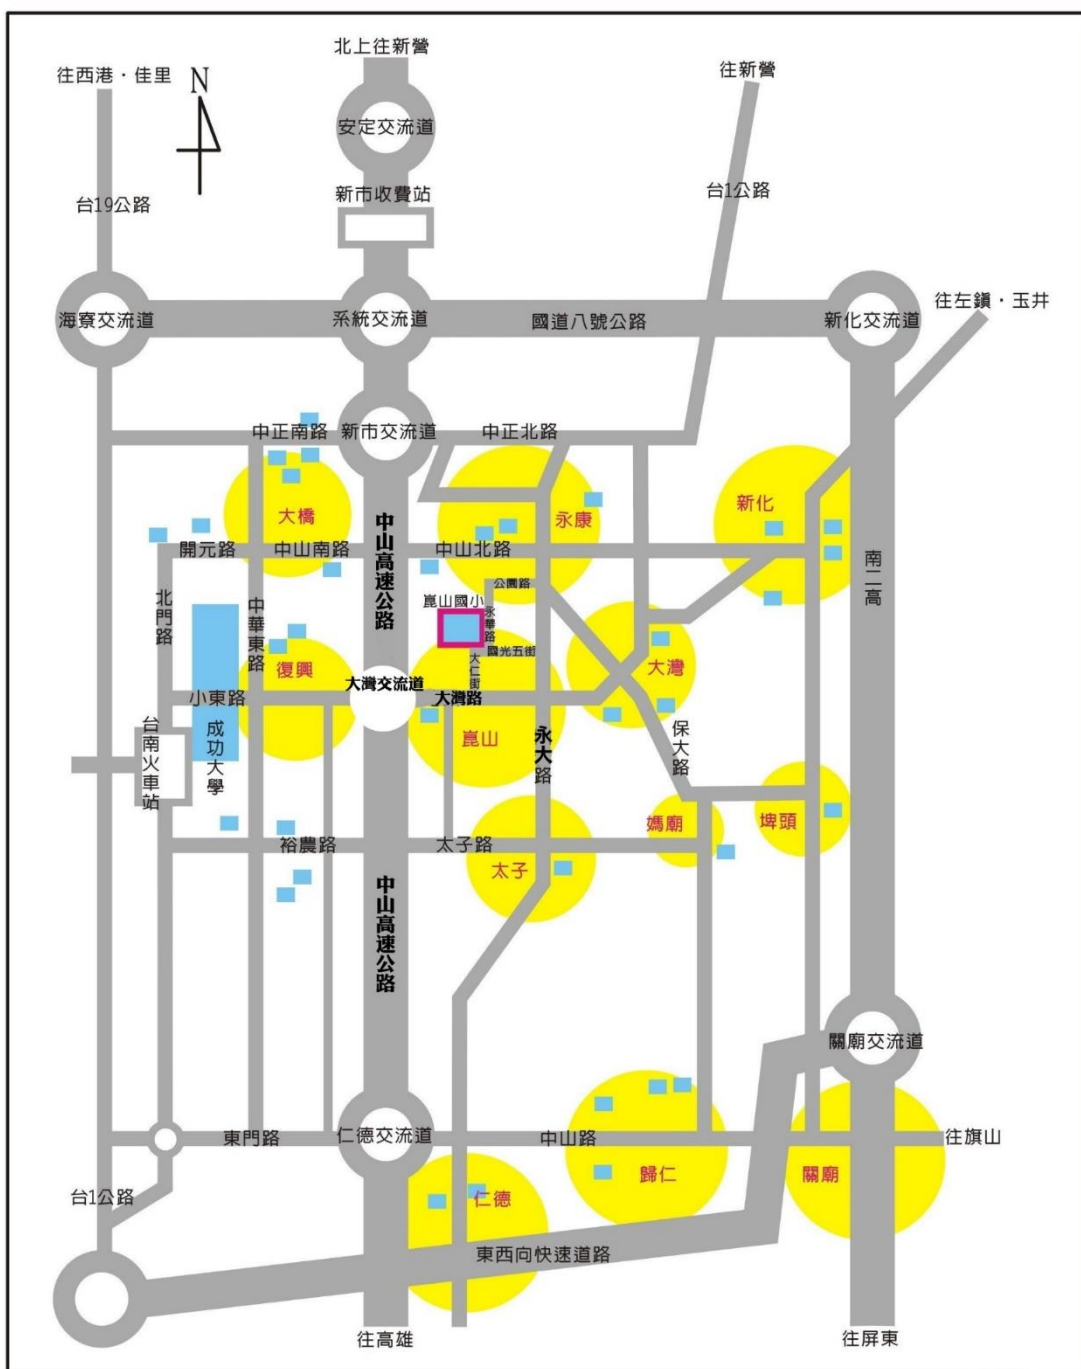 北上往新營
往新營
往西港・佳里
N
安定交流道
新市收費站
台19公路
台1公路
往左鎮・玉井
海寮交流道
系統交流道
國道八號公路
新化交流道
中正南路
新市交流道
中正北路
大橋
永康
新化
開元路
中山南路
中山高速公路
中山北路
南二高
北門路
中華東路
公園路
崑山國小
永華路
國光五街
大仁街
復興
大灣
小東路
大灣交流道
大灣路
台南火車站
成功大學
崑山
永大路
保大路
媽廟
埤頭
裕農路
太子路
太子
中山高速公路
關廟交流道
東門路
仁德交流道
中山路
往旗山
歸仁
關廟
台1公路
仁德
東西向快速道路
往高雄
往屏東